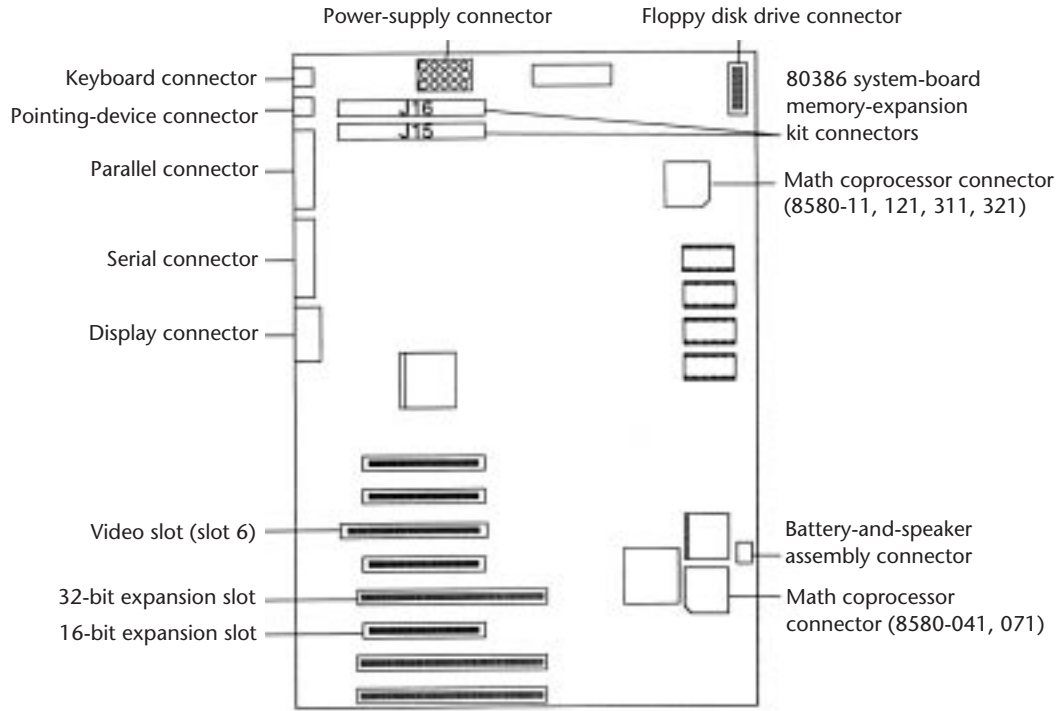 Power-supply connector
Floppy disk drive connector
Keyboard connector
Pointing-device connector
Parallel connector
Serial connector
Display connector
Video slot (slot 6)
32-bit expansion slot
16-bit expansion slot
J16
J15
80386 system-board
memory-expansion
kit connectors
Math coprocessor connector
(8580-11, 121, 311, 321)
Battery-and-speaker
assembly connector
Math coprocessor
connector (8580-041, 071)